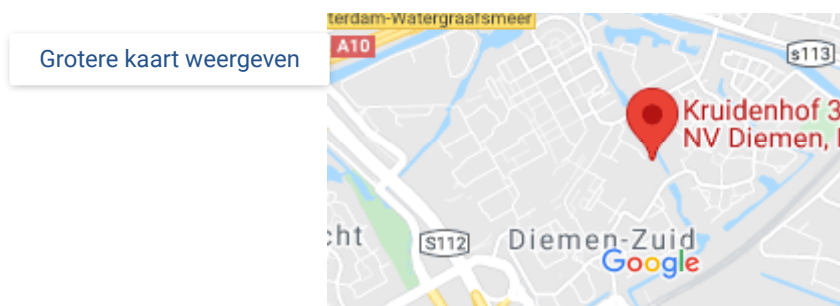 terdam-Watergraafsmeer
Grotere kaart weergeven
A10
s113
Kruidenhof 3
NV Diemen,
cht
S112
Diemen-Zuid
Google